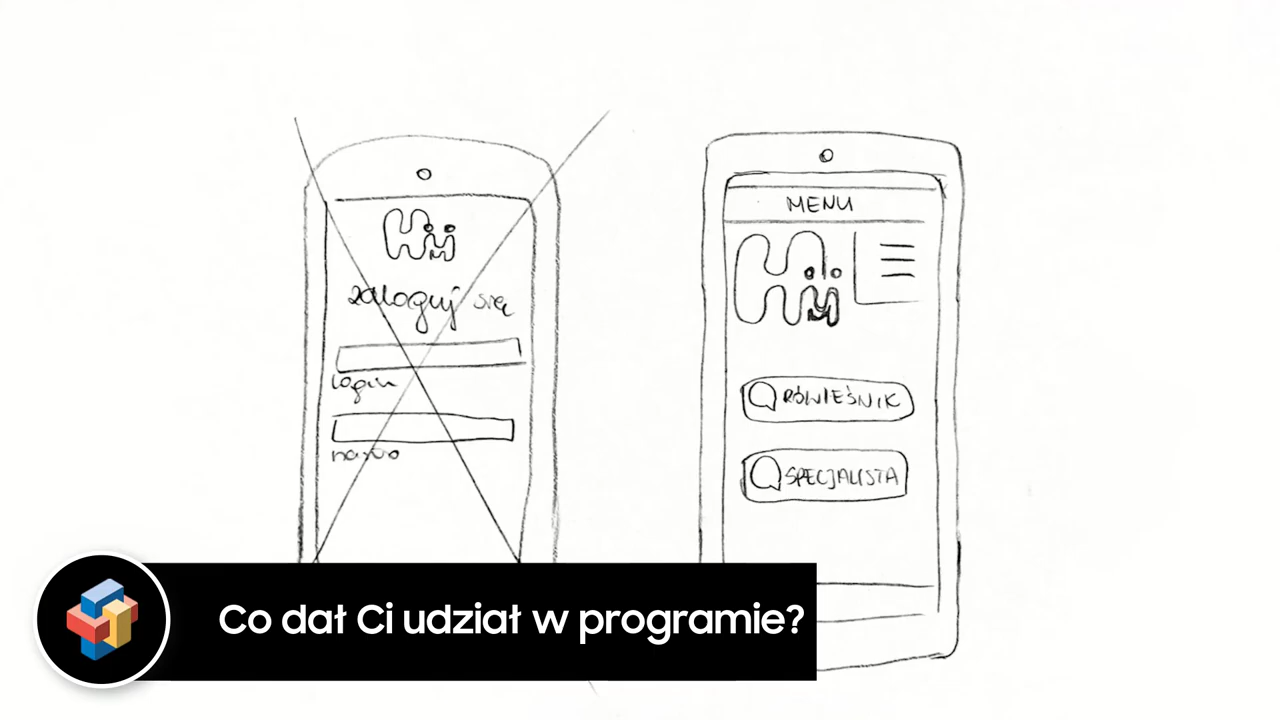 zaloguj się
login
hasło
MENU
RÓWIEŚNIK
SPECJALISTA
Co dał Ci udział w programie?